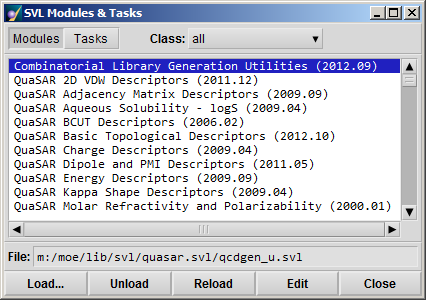 SVL Modules & Tasks
Modules Tasks Class: all
Combinatorial Library Generation Utilities (2012.09)
QuaSAR 2D VDW Descriptors (2011.12)
QuaSAR Adjacency Matrix Descriptors (2009.09)
QuaSAR Aqueous Solubility - logS (2009.04)
QuaSAR BCUT Descriptors (2006.02)
QuaSAR Basic Topological Descriptors (2012.10)
QuaSAR Charge Descriptors (2009.04)
QuaSAR Dipole and PMI Descriptors (2011.05)
QuaSAR Energy Descriptors (2009.09)
QuaSAR Kappa Shape Descriptors (2009.04)
QuaSAR Molar Refractivity and Polarizability (2000.01)
File: m:/moe/lib/svl/quasar.svl/qcdgen_u.svl
Load... Unload Reload Edit Close